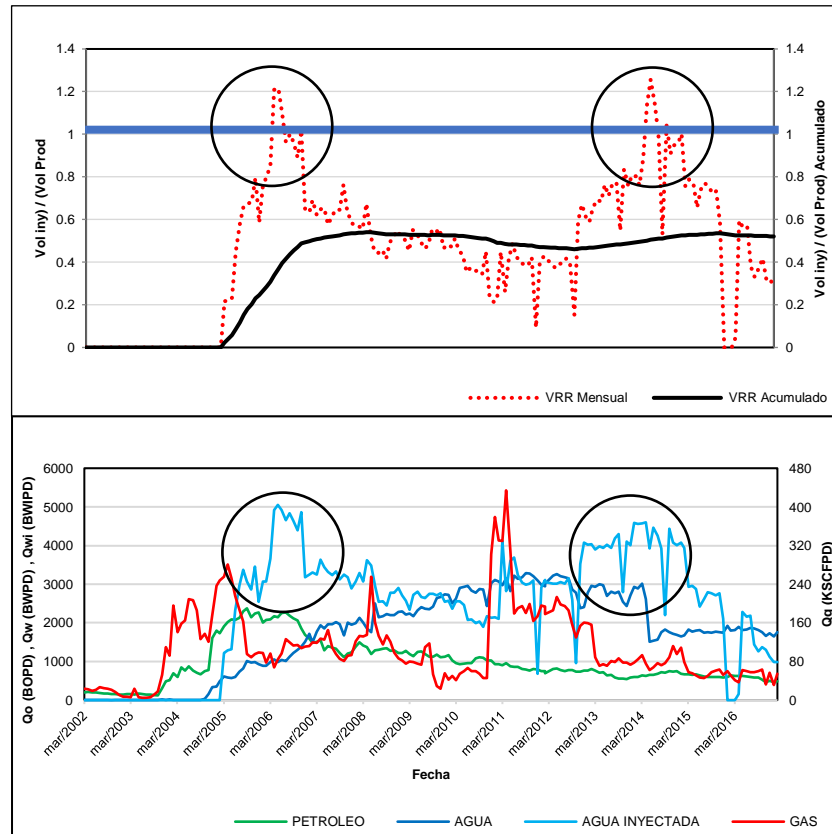 1.4
1.2
1
0.8
0.6
0.4
0.2
0
Vol iny) / (Vol Prod)
1.4
1.2
1
0.8
0.6
0.4
0.2
0
Vol iny) / (Vol Prod) Acumulado
VRR Mensual
VRR Acumulado
6000
5000
4000
3000
2000
1000
0
Qo (BOPD) , Qw (BWPD) , Qwi (BWIPD)
480
400
320
240
160
80
0
Qg (KSCFPD)
mar/2002
mar/2003
mar/2004
mar/2005
mar/2006
mar/2007
mar/2008
mar/2009
mar/2010
mar/2011
mar/2012
mar/2013
mar/2014
mar/2015
mar/2016
Fecha
PETROLEO
AGUA
AGUA INYECTADA
GAS